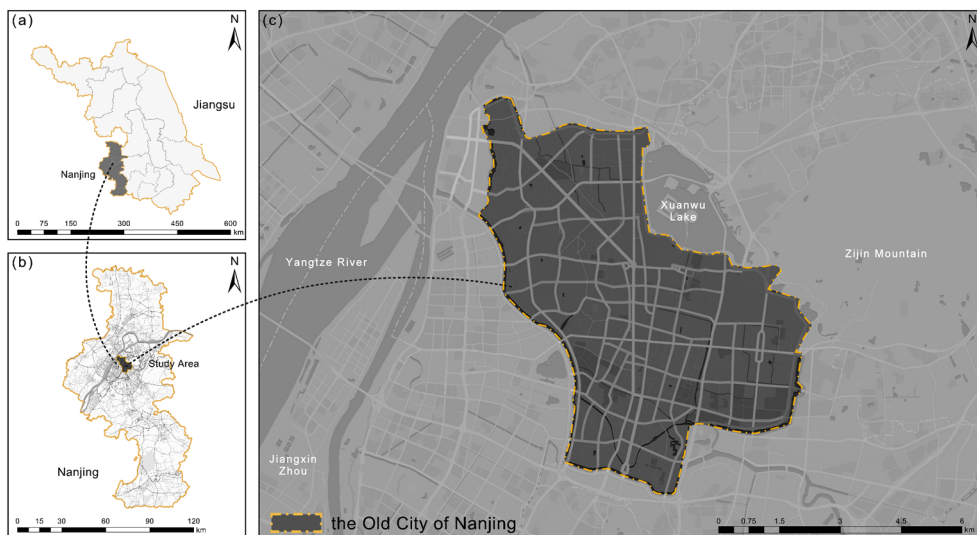 (a)
N
Jiangsu
Nanjing
0 75 150 300 450 600
km
(b)
N
Study Area
Nanjing
0 15 30 60 90 120
km
(c)
N
Xuanwu
Lake
Zijin Mountain
Yangtze River
Jiangxin
Zhou
the Old City of Nanjing
0 0.75 1.5 3 4.5 6
km